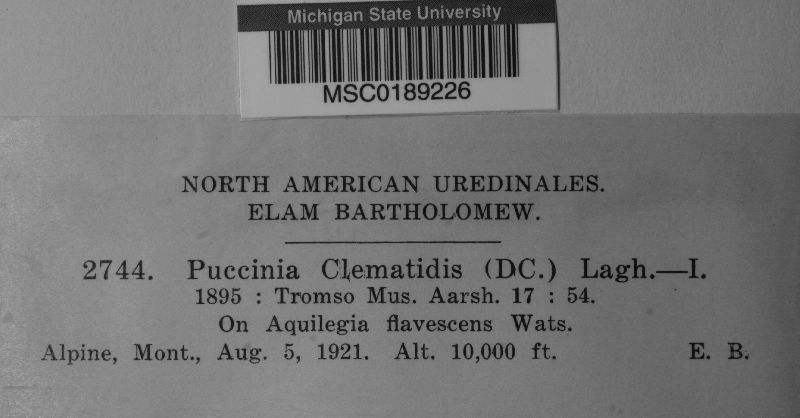 Michigan State University
MSC0189226
NORTH AMERICAN UREDINALES.
ELAM BARTHOLOMEW.
2744. Puccinia Clematidis (DC.) Lagh.—I.
1895 : Tromso Mus. Aarsh. 17 : 54.
On Aquilegia flavescens Wats.
Alpine, Mont., Aug. 5, 1921. Alt. 10,000 ft. E. B.